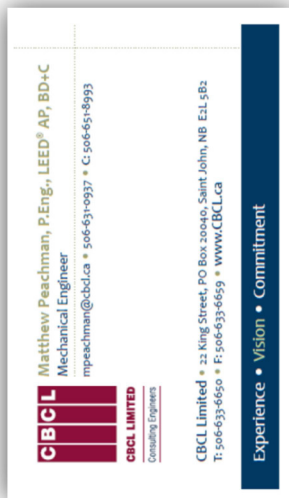 CBCL
CBCL LIMITED
Consulting Engineers
Matthew Peachman, P.Eng., LEED® AP, BD+C
Mechanical Engineer
mpeachman@cbcl.ca • 506-631-0937 • C: 506-651-8993
CBCL Limited • 22 King Street, PO Box 20040, Saint John, NB E2L 5B2
T: 506-633-6650 • F: 506-633-6659 • www.CBCL.ca
Experience • Vision • Commitment